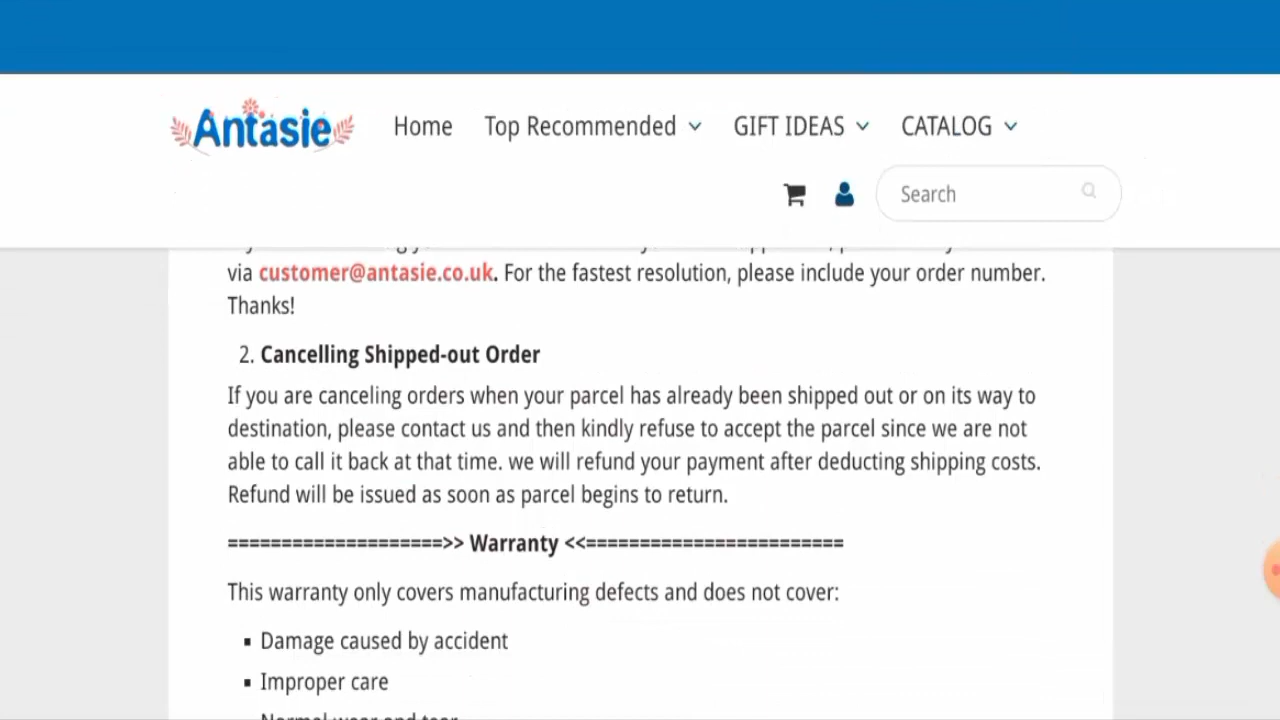 Antasie
Home Top Recommended GIFT IDEAS CATALOG
Search
via customer@antasie.co.uk. For the fastest resolution, please include your order number.
Thanks!
2. Cancelling Shipped-out Order
If you are canceling orders when your parcel has already been shipped out or on its way to
destination, please contact us and then kindly refuse to accept the parcel since we are not
able to call it back at that time. we will refund your payment after deducting shipping costs.
Refund will be issued as soon as parcel begins to return.
====================>> Warranty <<========================
This warranty only covers manufacturing defects and does not cover:
▪ Damage caused by accident
▪ Improper care
▪ Normal wear and tear